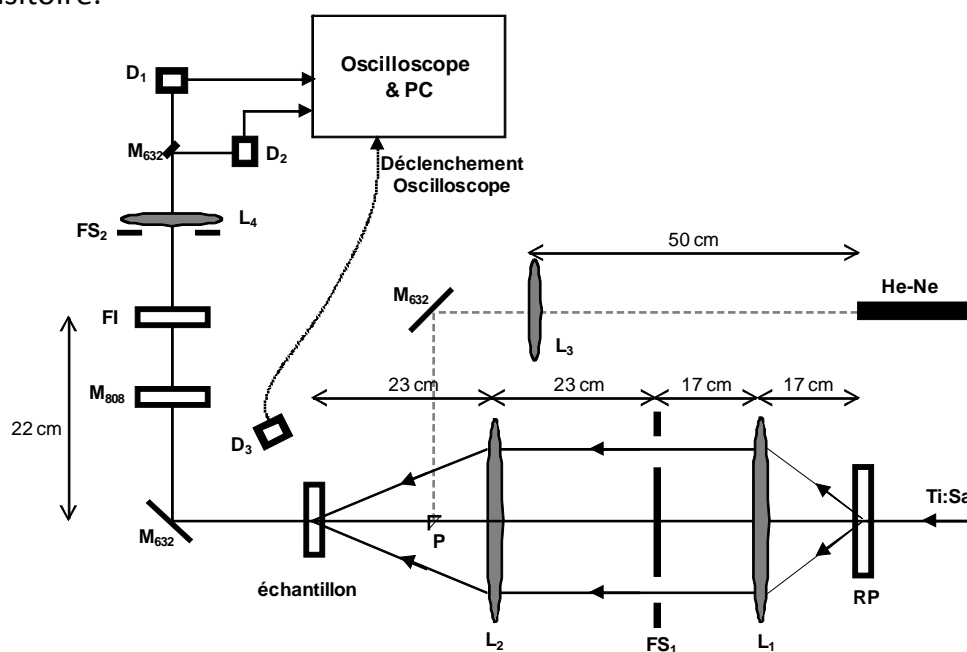 Oscilloscope
& PC
D1
M632
D2
Déclenchement
Oscilloscope
L4
FS2
50 cm
He-Ne
M632
FI
L3
23 cm
23 cm
17 cm
17 cm
M808
22 cm
D3
Ti:Sa
M632
P
échantillon
RP
L2
FS1
L1